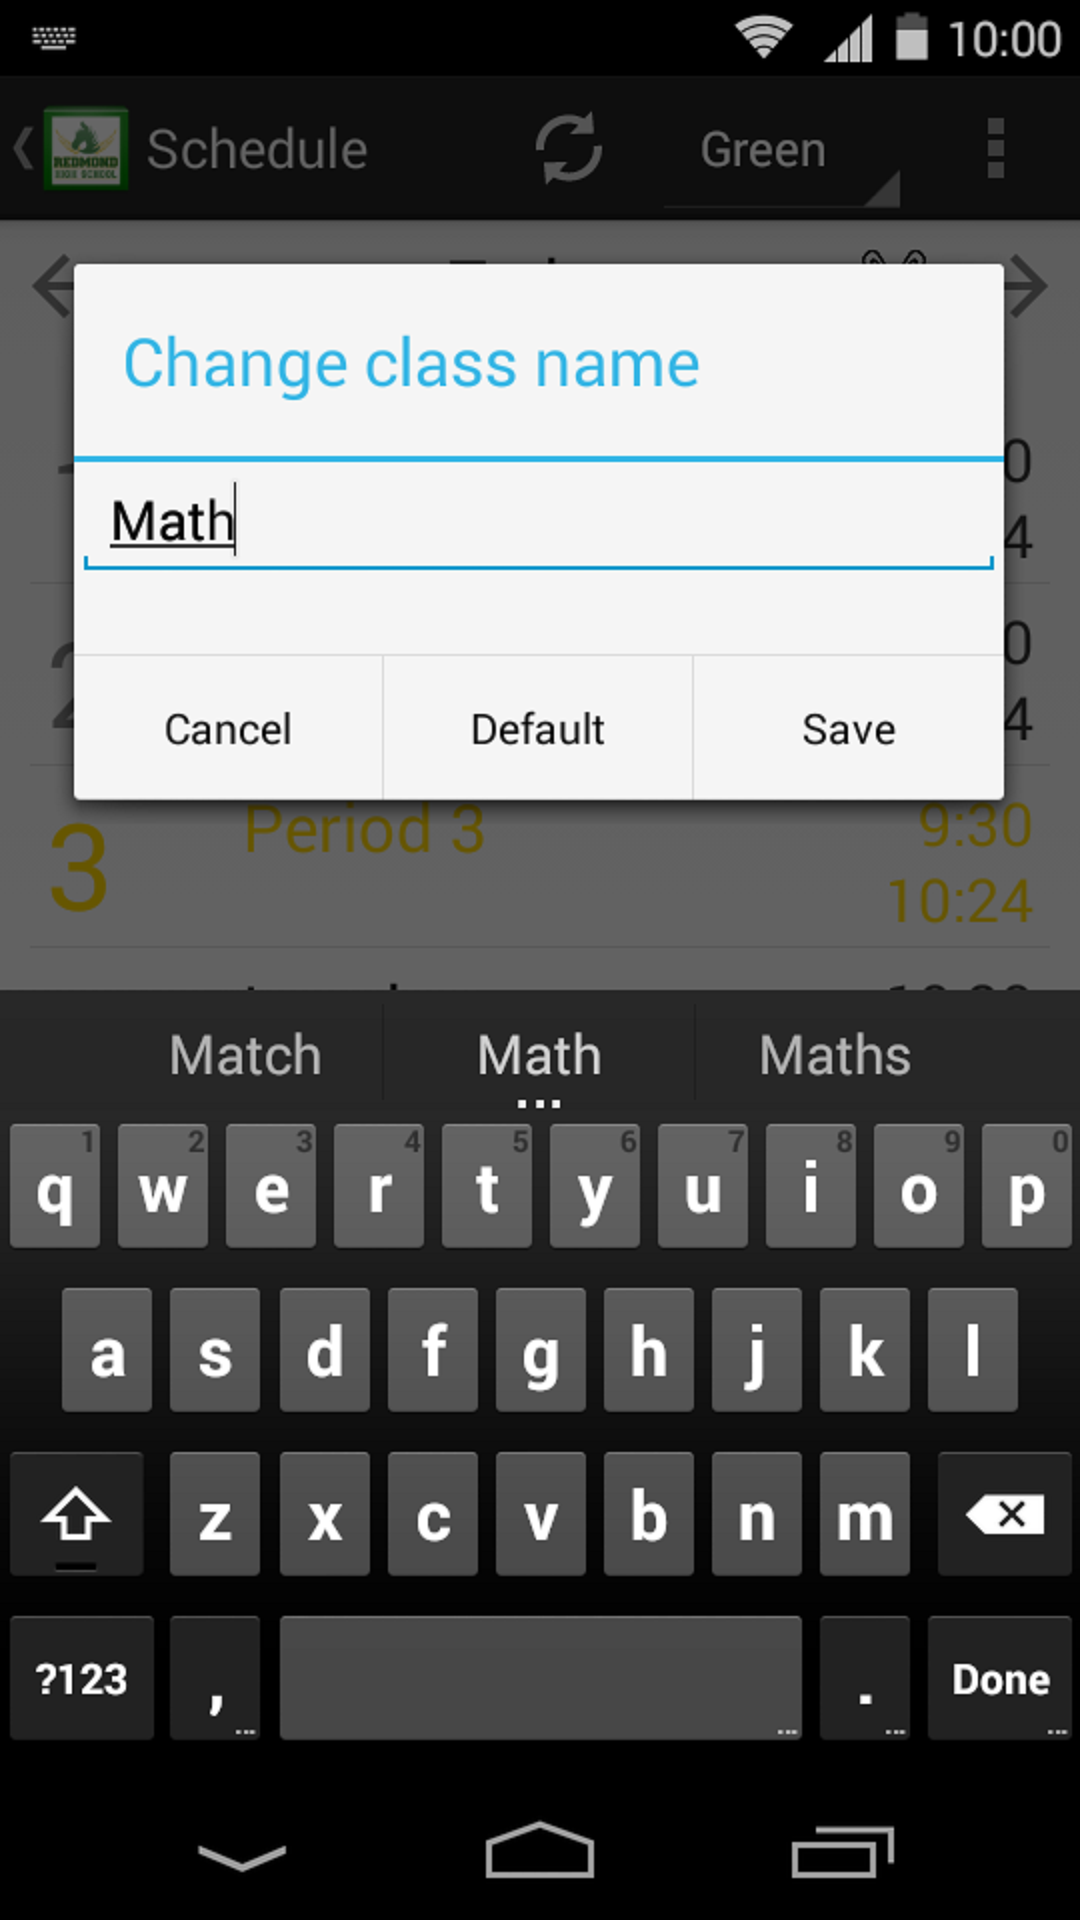 10:00
REDMOND
HIGH SCHOOL
Schedule
Green
Change class name
Math
Cancel
Default
Save
3
Period 3
9:30
10:24
Match
Math
Maths
1 2 3 4 5 6 7 8 9 0
q w e r t y u i o p
a s d f g h j k l
z x c v b n m
?123 , . Done